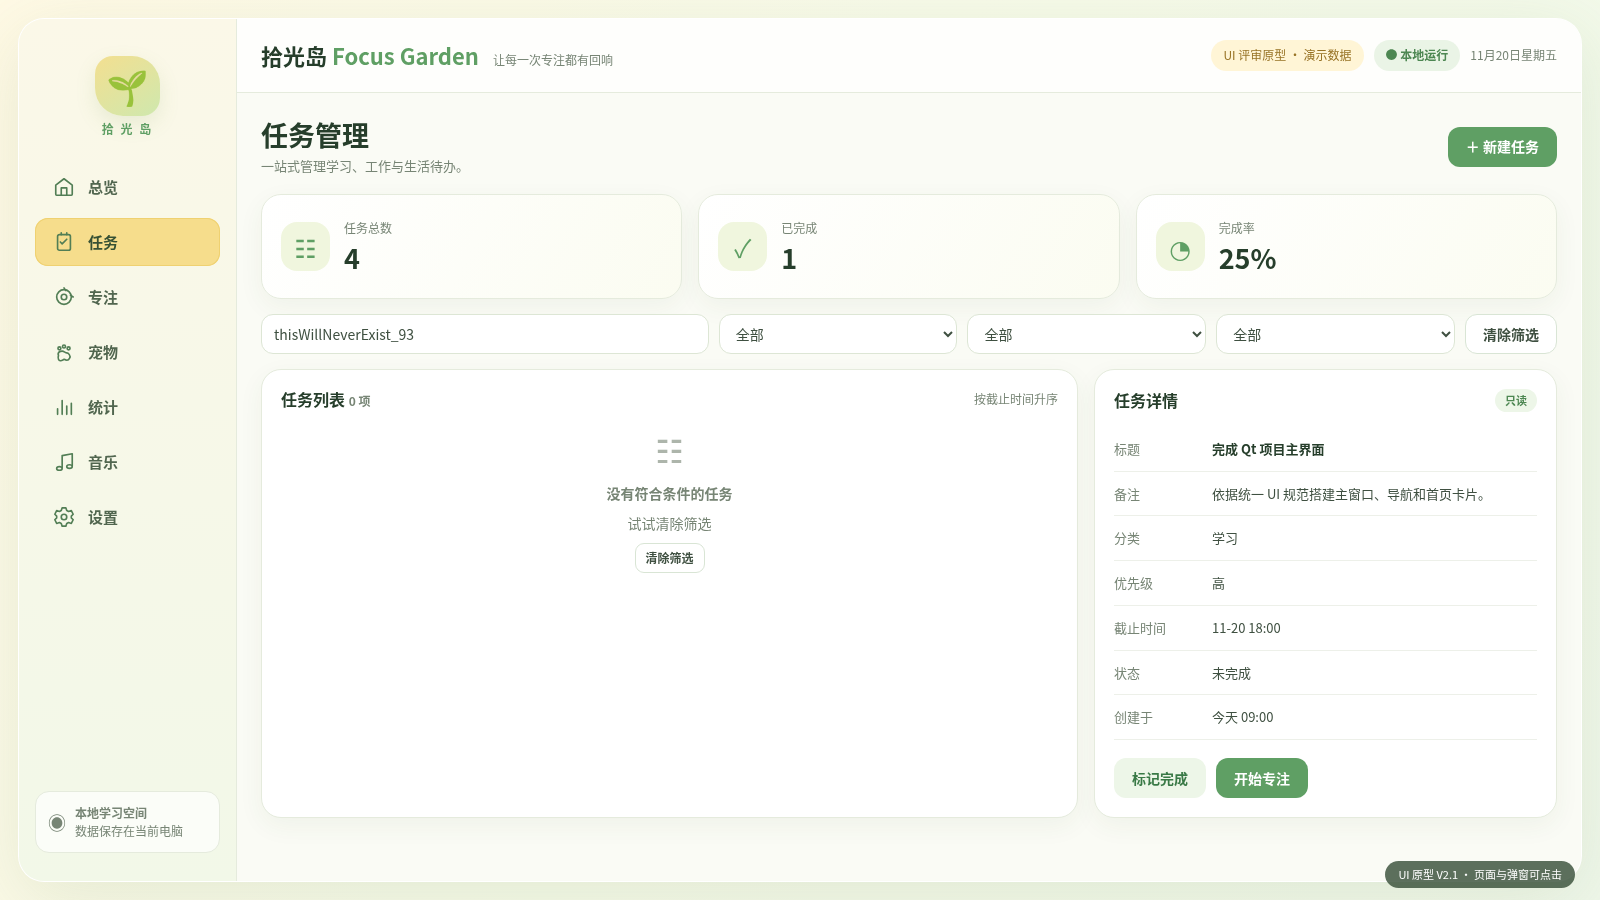 拾光岛 Focus Garden 让每一次专注都有回响
UI 评审原型 · 演示数据
本地运行
11月20日星期五
拾光岛
总览
任务
专注
宠物
统计
音乐
设置
本地学习空间
数据保存在当前电脑
任务管理
一站式管理学习、工作与生活待办。
＋ 新建任务
任务总数
4
已完成
1
完成率
25%
thisWillNeverExist_93
全部
全部
全部
清除筛选
任务列表 0 项
按截止时间升序
没有符合条件的任务
试试清除筛选
清除筛选
任务详情
只读
标题 完成 Qt 项目主界面
备注 依据统一 UI 规范搭建主窗口、导航和首页卡片。
分类 学习
优先级 高
截止时间 11-20 18:00
状态 未完成
创建于 今天 09:00
标记完成
开始专注
UI 原型 V2.1 · 页面与弹窗可点击